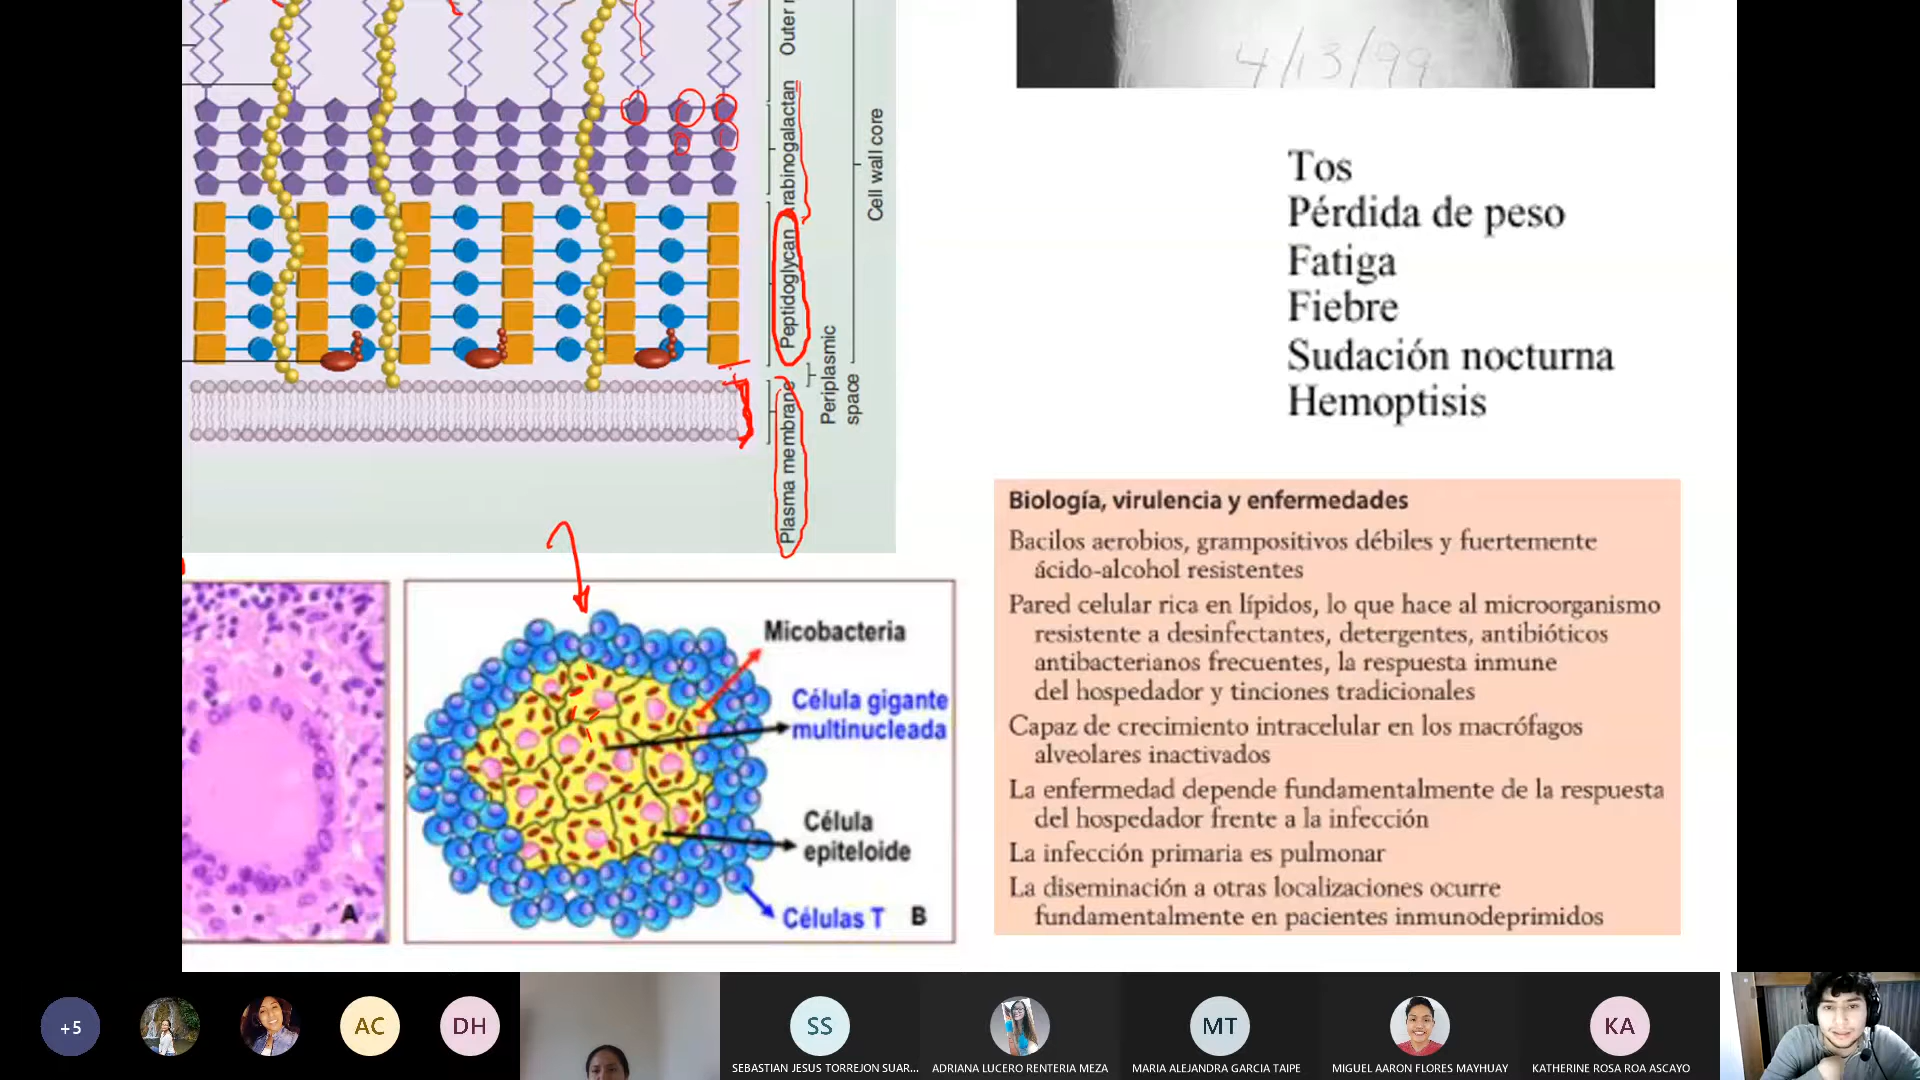 Outer
Arabinogalactan
Peptidoglycan
Plasma membrane
Periplasmic
space
Cell wall core
4/13/99
Tos
Pérdida de peso
Fatiga
Fiebre
Sudación nocturna
Hemoptisis
A
Micobacteria
Célula gigante
multinucleada
Célula
epiteloide
Células T
B
Biología, virulencia y enfermedades
Bacilos aerobios, grampositivos débiles y fuertemente
ácido-alcohol resistentes
Pared celular rica en lípidos, lo que hace al microorganismo
resistente a desinfectantes, detergentes, antibióticos
antibacterianos frecuentes, la respuesta inmune
del hospedador y tinciones tradicionales
Capaz de crecimiento intracelular en los macrófagos
alveolares inactivados
La enfermedad depende fundamentalmente de la respuesta
del hospedador frente a la infección
La infección primaria es pulmonar
La diseminación a otras localizaciones ocurre
fundamentalmente en pacientes inmunodeprimidos
+5
AC
DH
SS
MT
KA
SEBASTIAN JESUS TORREJON SUAR...
ADRIANA LUCERO RENTERIA MEZA
MARIA ALEJANDRA GARCIA TAIPE
MIGUEL AARON FLORES MAYHUAY
KATHERINE ROSA ROA ASCAYO